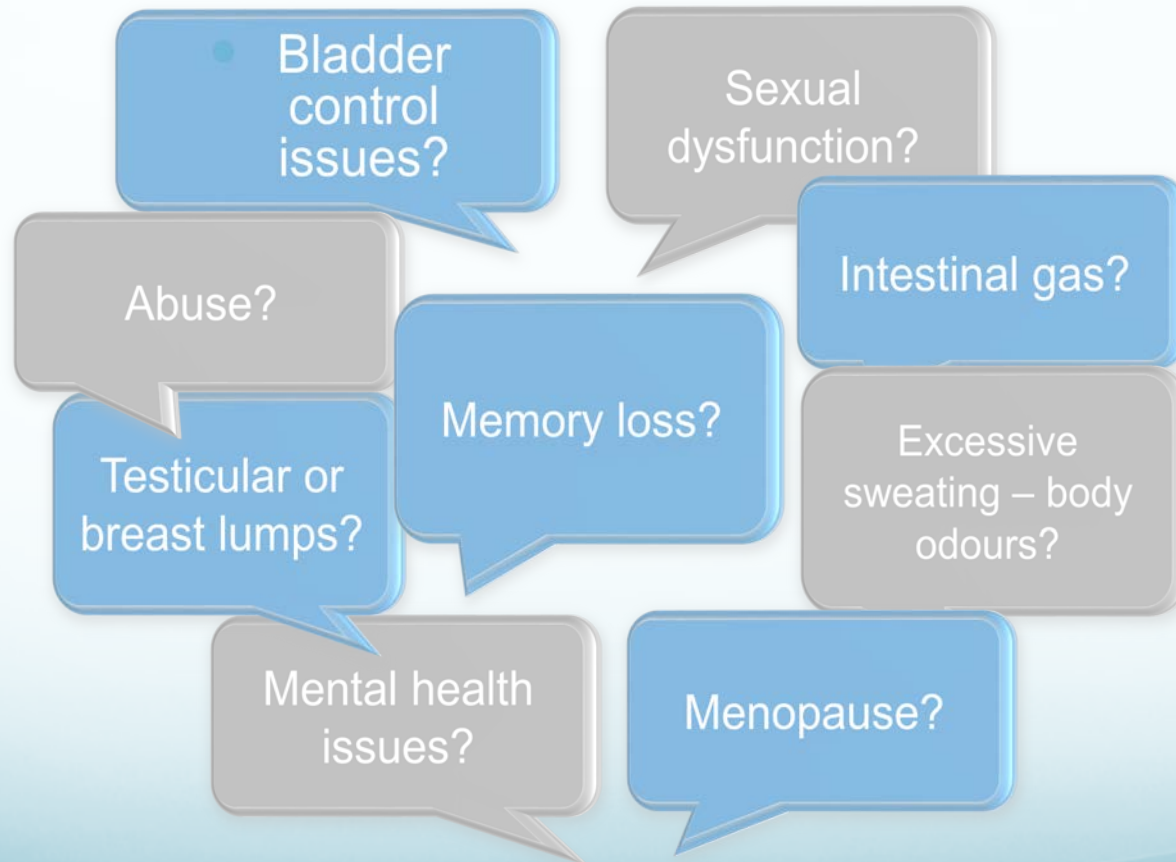 Bladder
control
issues?
Sexual
dysfunction?
Intestinal gas?
Abuse?
Memory loss?
Testicular or
breast lumps?
Excessive
sweating – body
odours?
Mental health
issues?
Menopause?